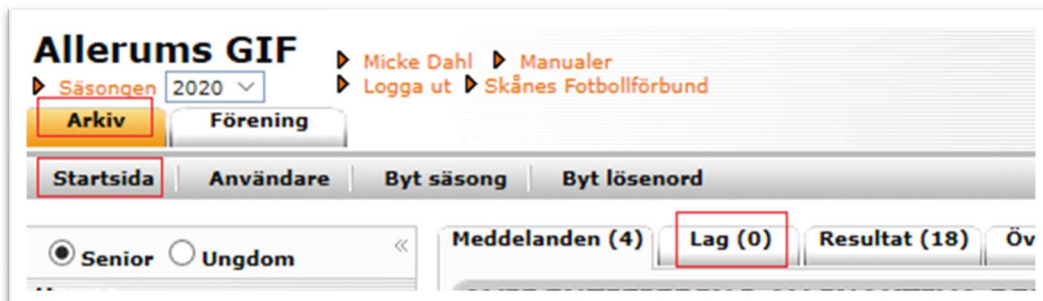 Allerums GIF
Micke Dahl Manualer
Säsongen 2020 Logga ut Skånes Fotbollförbund
Arkiv Förening
Startsida Användare Byt säsong Byt lösenord
Senior Ungdom
Meddelanden (4) Lag (0) Resultat (18) Öv